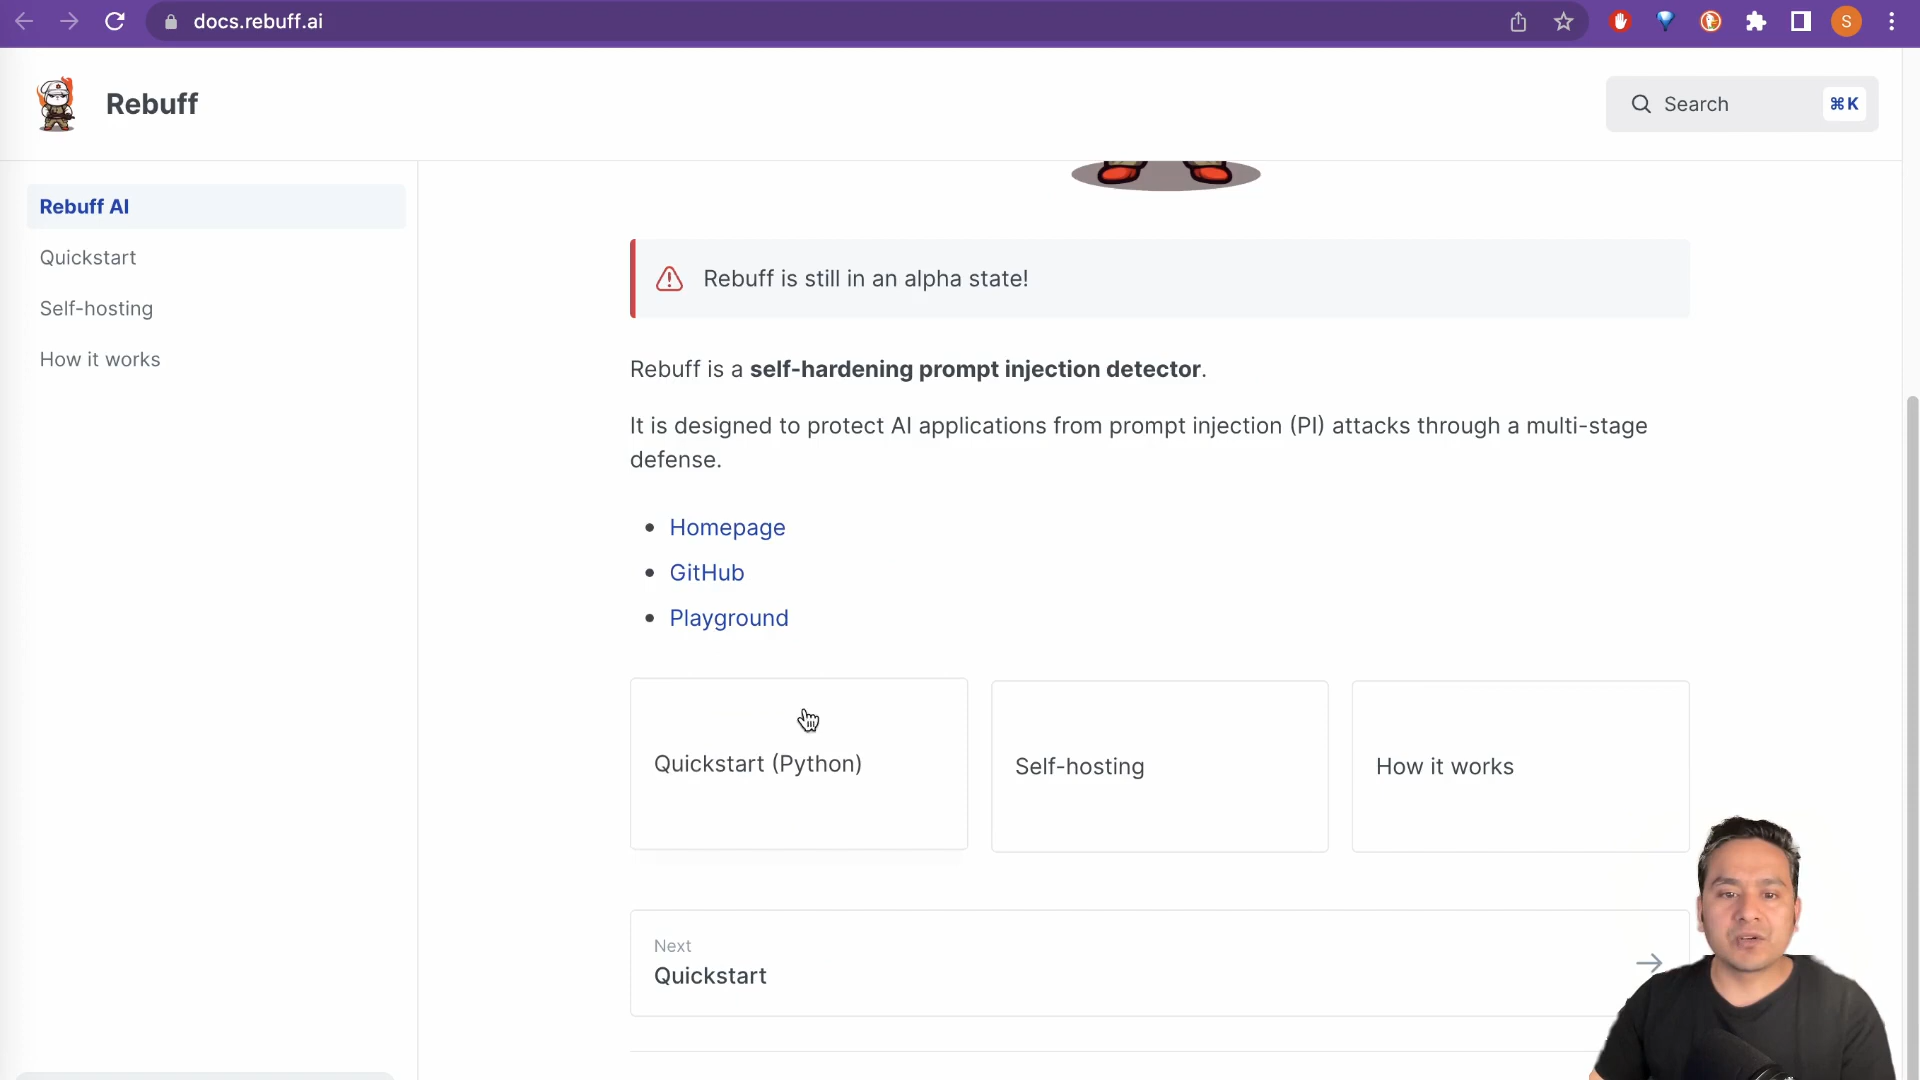 docs.rebuff.ai
S
Rebuff
Search
⌘K
Rebuff AI
Quickstart
Self-hosting
How it works
Rebuff is still in an alpha state!
Rebuff is a self-hardening prompt injection detector.
It is designed to protect AI applications from prompt injection (PI) attacks through a multi-stage
defense.
• Homepage
• GitHub
• Playground
Quickstart (Python)
Self-hosting
How it works
Next
Quickstart